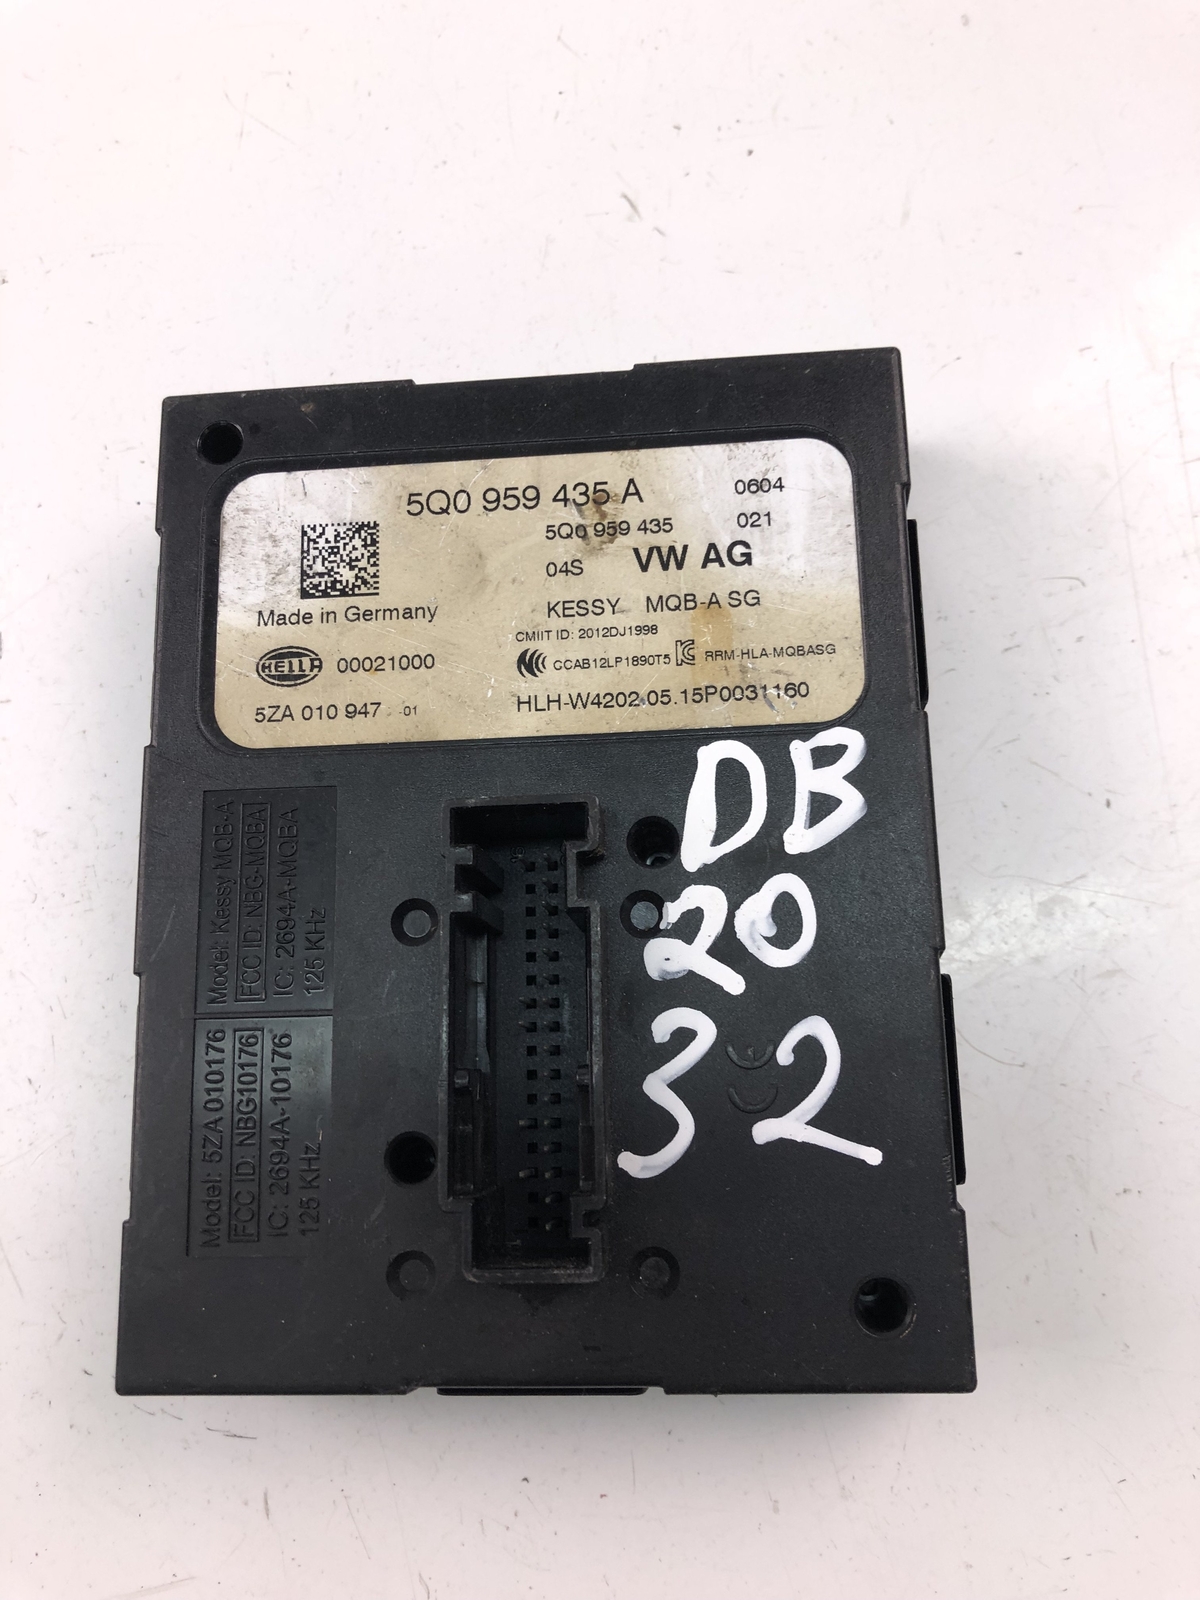 5Q0 959 435 A 0604
5Q0 959 435 021
04S VW AG
Made in Germany
KESSY MQB-A SG
CMIIT ID: 2012DJ1998
HELLA 00021000
CCAB12LP1890T5 RRM-HLA-MQBASG
5ZA 010 947 -01
HLH-W4202.05.15P0031160
DB
20
32
CE
Model: Kessy MQB-A
FCC ID: NBG-MQBA
IC: 2694A-MQBA
125 KHz
Model: 5ZA 010176
FCC ID: NBG10176
IC: 2694A-10176
125 KHz